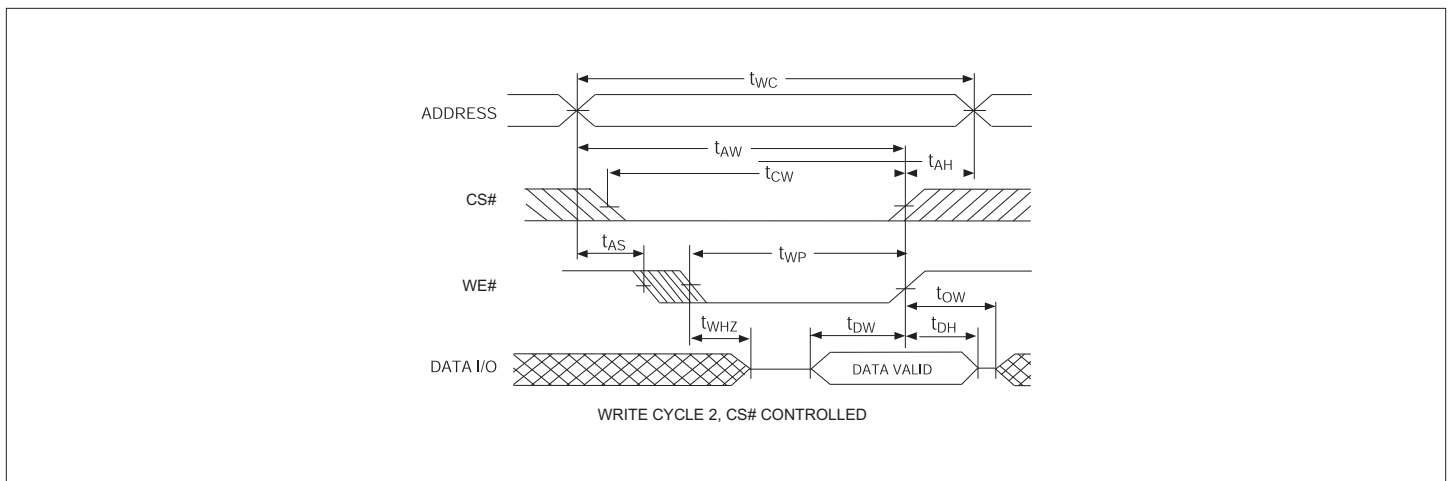 tWC
ADDRESS
tAW
tAH
tCW
CS#
tAS
tWP
WE#
tOW
tWHZ
tDW
tDH
DATA I/O
DATA VALID
WRITE CYCLE 2, CS# CONTROLLED